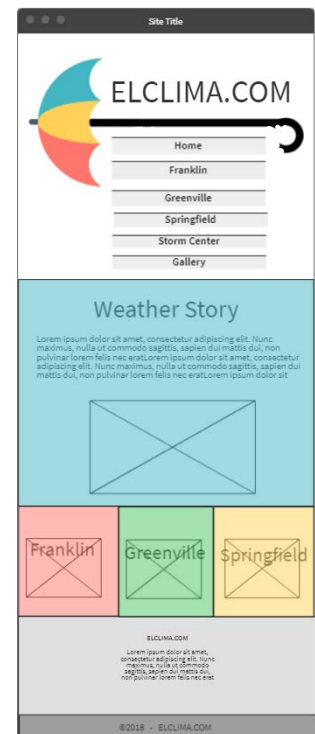 Site Title
ELCLIMA.COM
Home
Franklin
Greenville
Springfield
Storm Center
Gallery
Weather Story
Lorem ipsum dolor sit amet, consectetur adipiscing elit. Nunc
maximus, nulla ut commodo sagittis, sapien dui mattis dui, non
pulvinar lorem felis nec eratLorem ipsum dolor sit amet, consectetur
adipiscing elit. Nunc maximus, nulla ut commodo sagittis, sapien dui
mattis dui, non pulvinar lorem felis nec eratLorem ipsum dolor sit
Franklin
Greenville
Springfield
ELCLIMA.COM
Lorem ipsum dolor sit amet,
consectetur adipiscing elit. Nunc
maximus, nulla ut commodo
sagittis, sapien dui mattis dui,
non pulvinar lorem felis nec erat
©2018 - ELCLIMA.COM